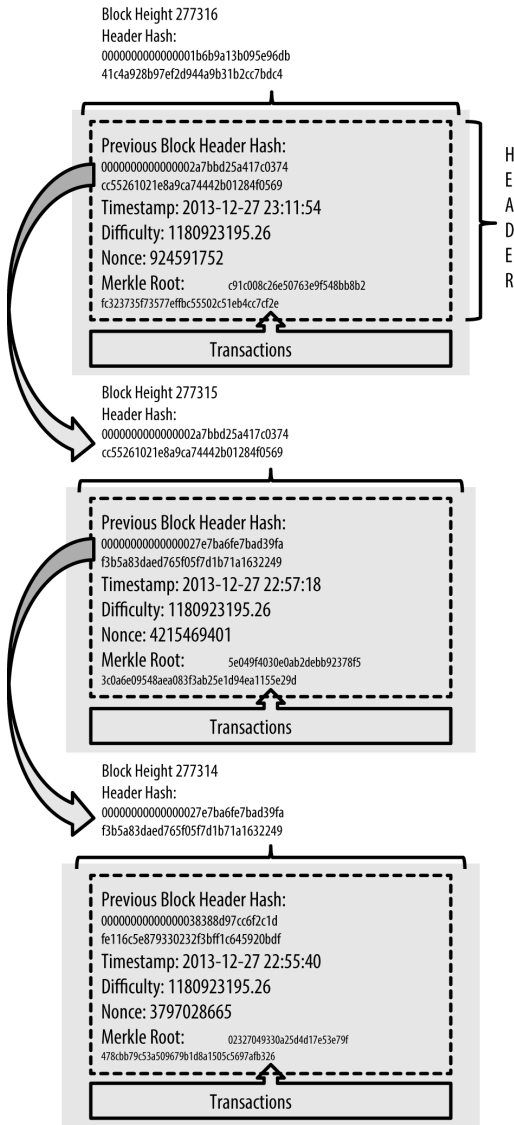 Block Height 277316
Header Hash:
0000000000000001b6b9a13b095e96db
41c4a928b97ef2d944a9b31b2cc7bdc4
Previous Block Header Hash:
0000000000000002a7bbd25a417c0374
cc55261021e8a9ca74442b01284f0569
Timestamp: 2013-12-27 23:11:54
Difficulty: 1180923195.26
Nonce: 924591752
Merkle Root: c91c008c26e50763e9f548bb8b2
fc323735f73577effbc55502c51eb4cc7cf2e
Transactions
HEADER
Block Height 277315
Header Hash:
0000000000000002a7bbd25a417c0374
cc55261021e8a9ca74442b01284f0569
Previous Block Header Hash:
00000000000000027e7ba6fe7bad39fa
f3b5a83daed765f05f7d1b71a1632249
Timestamp: 2013-12-27 22:57:18
Difficulty: 1180923195.26
Nonce: 4215469401
Merkle Root: 5e049f4030e0ab2debb92378f5
3c0a6e09548aea083f3ab25e1d94ea1155e29d
Transactions
Block Height 277314
Header Hash:
00000000000000027e7ba6fe7bad39fa
f3b5a83daed765f05f7d1b71a1632249
Previous Block Header Hash:
00000000000000038388d97cc6f2c1d
fe116c5e879330232f3bff1c645920bdf
Timestamp: 2013-12-27 22:55:40
Difficulty: 1180923195.26
Nonce: 3797028665
Merkle Root: 02327049330a25d4d17e53e79f
478cbb79c53a509679b1d8a1505c5697afb326
Transactions